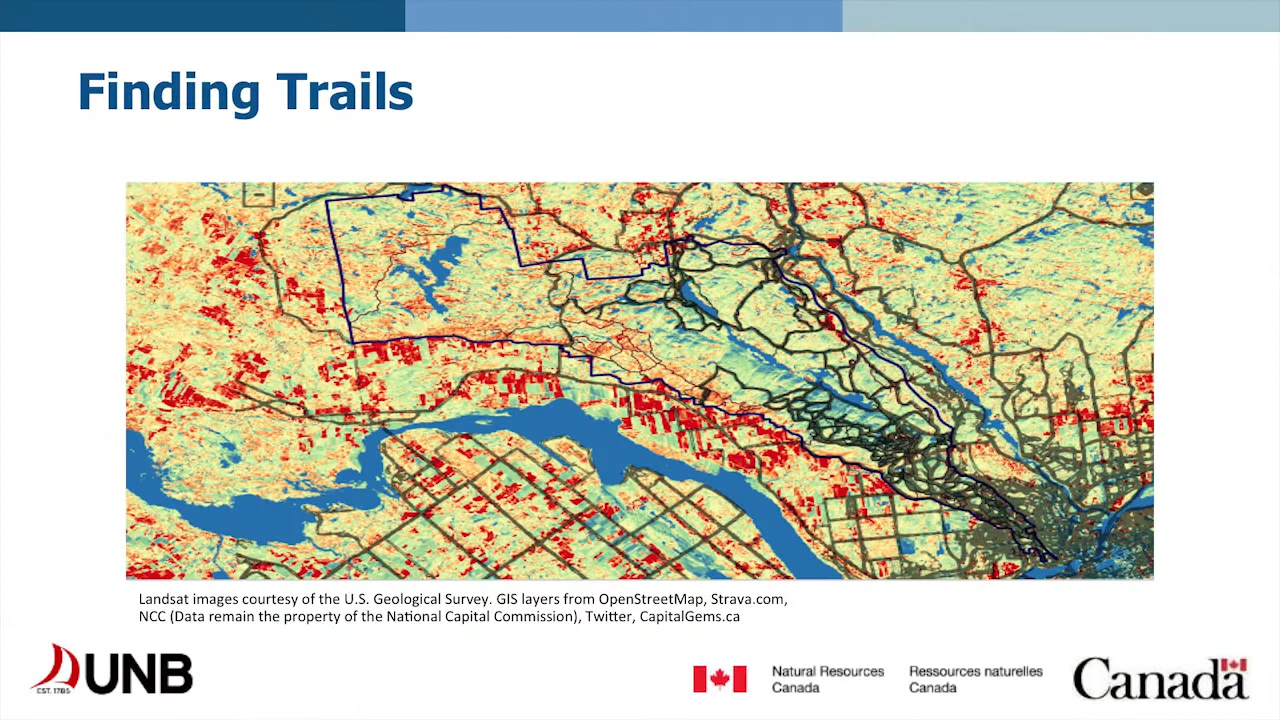 Finding Trails
Landsat images courtesy of the U.S. Geological Survey. GIS layers from OpenStreetMap, Strava.com,
NCC (Data remain the property of the National Capital Commission), Twitter, CapitalGems.ca
EST. 1785
UNB
Natural Resources
Canada
Ressources naturelles
Canada
Canada